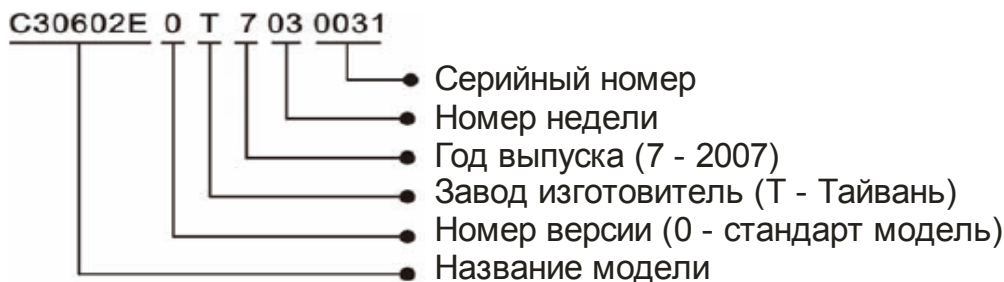 C30602E 0 T 7 03 0031
Серийный номер
Номер недели
Год выпуска (7 - 2007)
Завод изготовитель (Т - Тайвань)
Номер версии (0 - стандарт модель)
Название модели